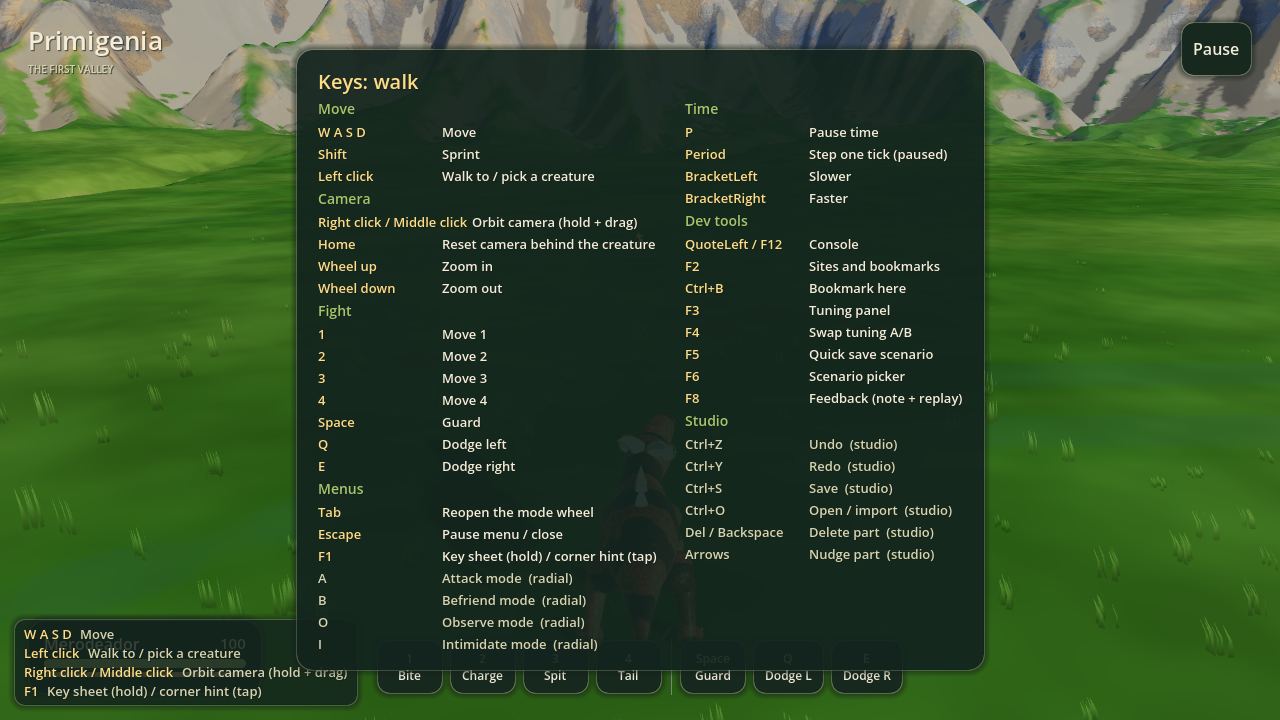 Primigenia
THE FIRST VALLEY
Pause
Keys: walk
Move
W A S D Move
Shift Sprint
Left click Walk to / pick a creature
Camera
Right click / Middle click Orbit camera (hold + drag)
Home Reset camera behind the creature
Wheel up Zoom in
Wheel down Zoom out
Fight
1 Move 1
2 Move 2
3 Move 3
4 Move 4
Space Guard
Q Dodge left
E Dodge right
Menus
Tab Reopen the mode wheel
Escape Pause menu / close
F1 Key sheet (hold) / corner hint (tap)
A Attack mode (radial)
B Befriend mode (radial)
O Observe mode (radial)
I Intimidate mode (radial)
Time
P Pause time
Period Step one tick (paused)
BracketLeft Slower
BracketRight Faster
Dev tools
QuoteLeft / F12 Console
F2 Sites and bookmarks
Ctrl+B Bookmark here
F3 Tuning panel
F4 Swap tuning A/B
F5 Quick save scenario
F6 Scenario picker
F8 Feedback (note + replay)
Studio
Ctrl+Z Undo (studio)
Ctrl+Y Redo (studio)
Ctrl+S Save (studio)
Ctrl+O Open / import (studio)
Del / Backspace Delete part (studio)
Arrows Nudge part (studio)
W A S D Move
Merodeador 100
Left click Walk to / pick a creature
Right click / Middle click Orbit camera (hold + drag)
F1 Key sheet (hold) / corner hint (tap)
1 2 3 4 Space Q E
Bite Charge Spit Tail Guard Dodge L Dodge R